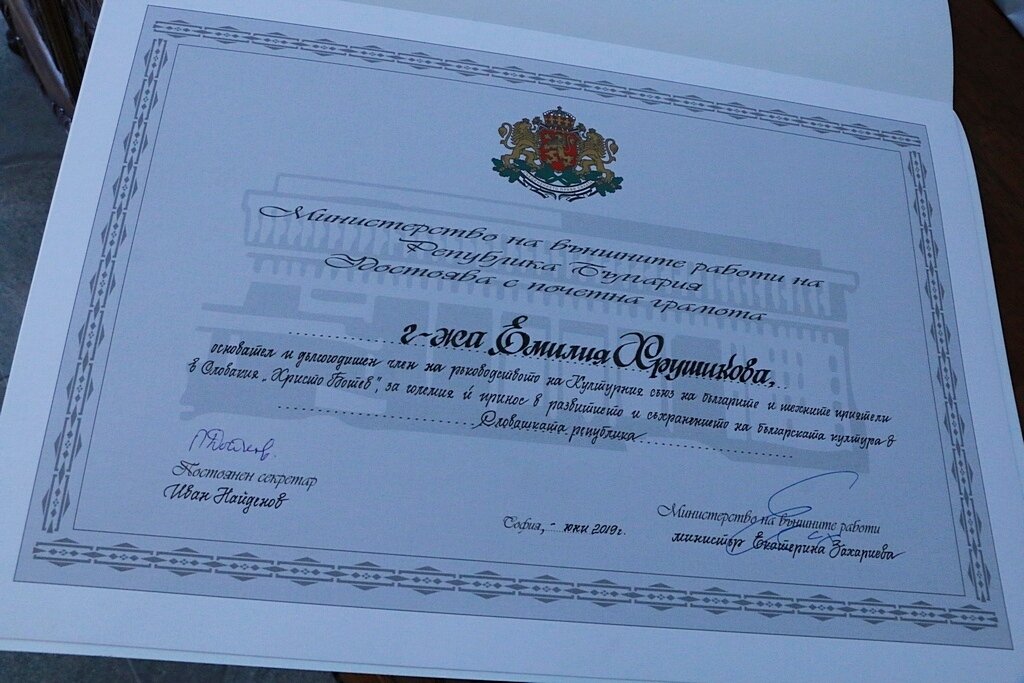 Министерство на външните работи на
Република България
Удостоява с почетна грамота
г-жа Емилия Хрушикова,
основател и дългогодишен член на ръководството на Културния съюз на българите и техните приятели
в Словакия „Христо Ботев“, за големия ѝ принос в развитието и съхранението на българската култура в
Словашката република
Постоянен секретар
Иван Найденов
София, - юни 2019г.
Министерство на външните работи
министър Екатерина Захариева